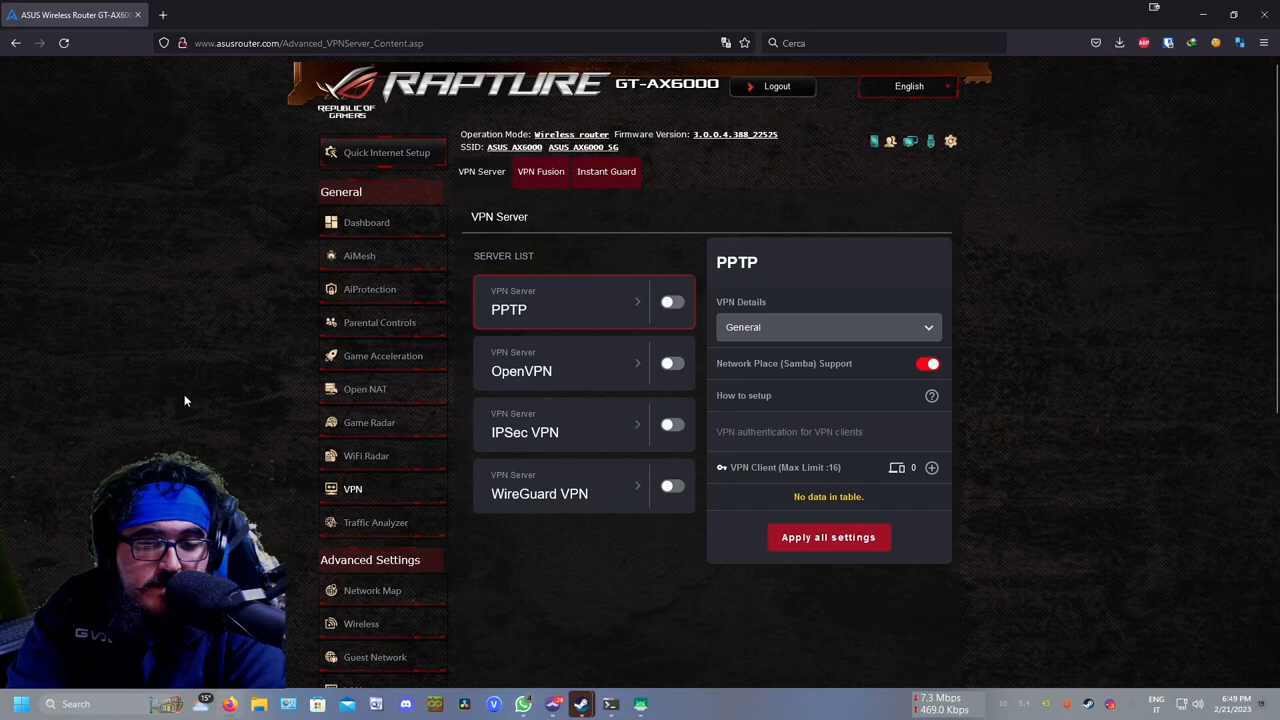 ASUS Wireless Router GT-AX600
www.asusrouter.com/Advanced_VPNServer_Content.asp
Cerca
REPUBLIC OF
GAMERS
RAPTURE
GT-AX6000
Logout
English
Operation Mode: Wireless router Firmware Version: 3.0.0.4.388_22525
SSID: ASUS_AX6000 ASUS_AX6000_5G
VPN Server
VPN Fusion
Instant Guard
Quick Internet Setup
General
Dashboard
AiMesh
AiProtection
Parental Controls
Game Acceleration
Open NAT
Game Radar
WiFi Radar
VPN
Traffic Analyzer
Advanced Settings
Network Map
Wireless
Guest Network
VPN Server
SERVER LIST
VPN Server
PPTP
VPN Server
OpenVPN
VPN Server
IPSec VPN
VPN Server
WireGuard VPN
PPTP
VPN Details
General
Network Place (Samba) Support
How to setup
VPN authentication for VPN clients
VPN Client (Max Limit :16)
0
No data in table.
Apply all settings
Search
15°
7.3 Mbps
469.0 Kbps
10 5.4 43
ENG
IT
6:49 PM
2/21/2023